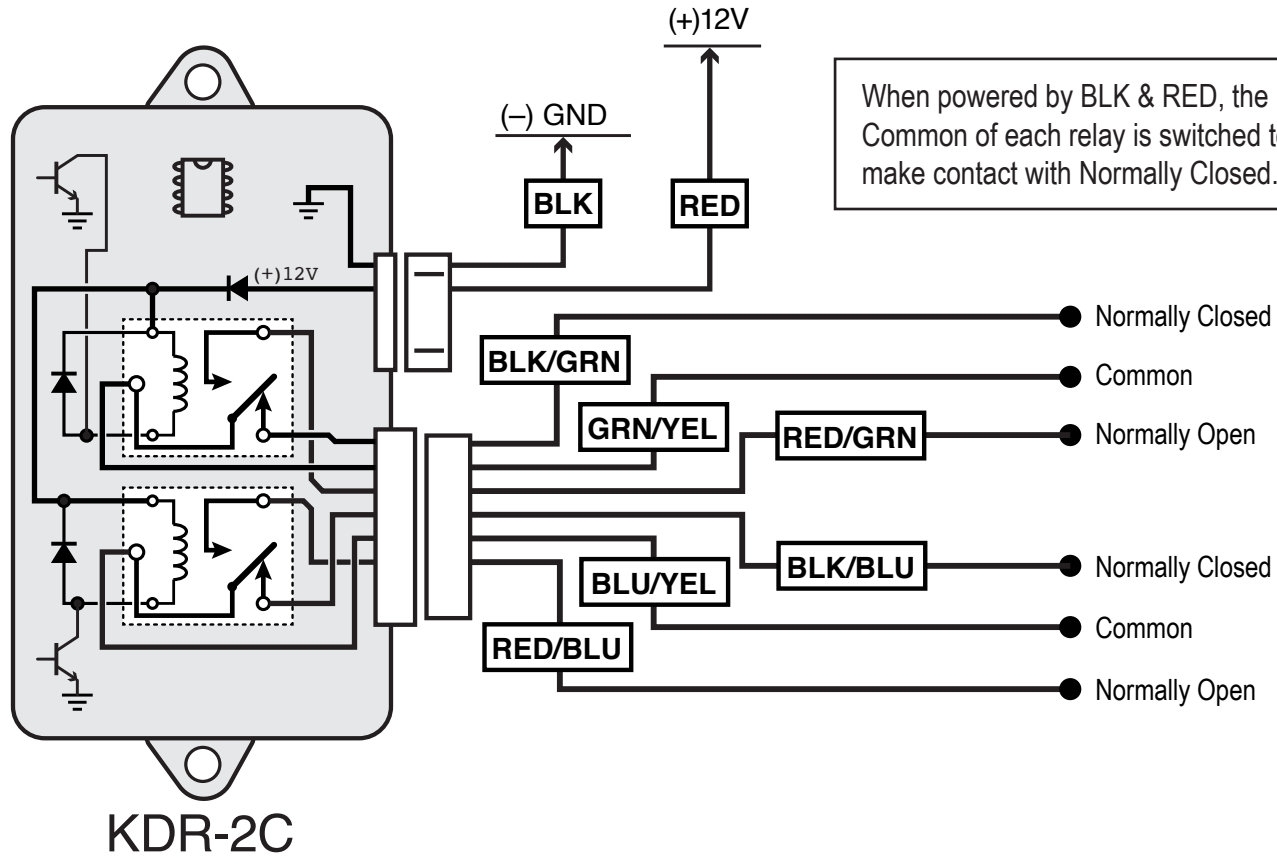 (+)12V
(–) GND
When powered by BLK & RED, the
Common of each relay is switched
make contact with Normally Closed.
BLK
RED
(+)12V
Normally Closed
BLK/GRN
Common
GRN/YEL
RED/GRN
Normally Open
BLK/BLU
Normally Closed
BLU/YEL
Common
RED/BLU
Normally Open
KDR-2C